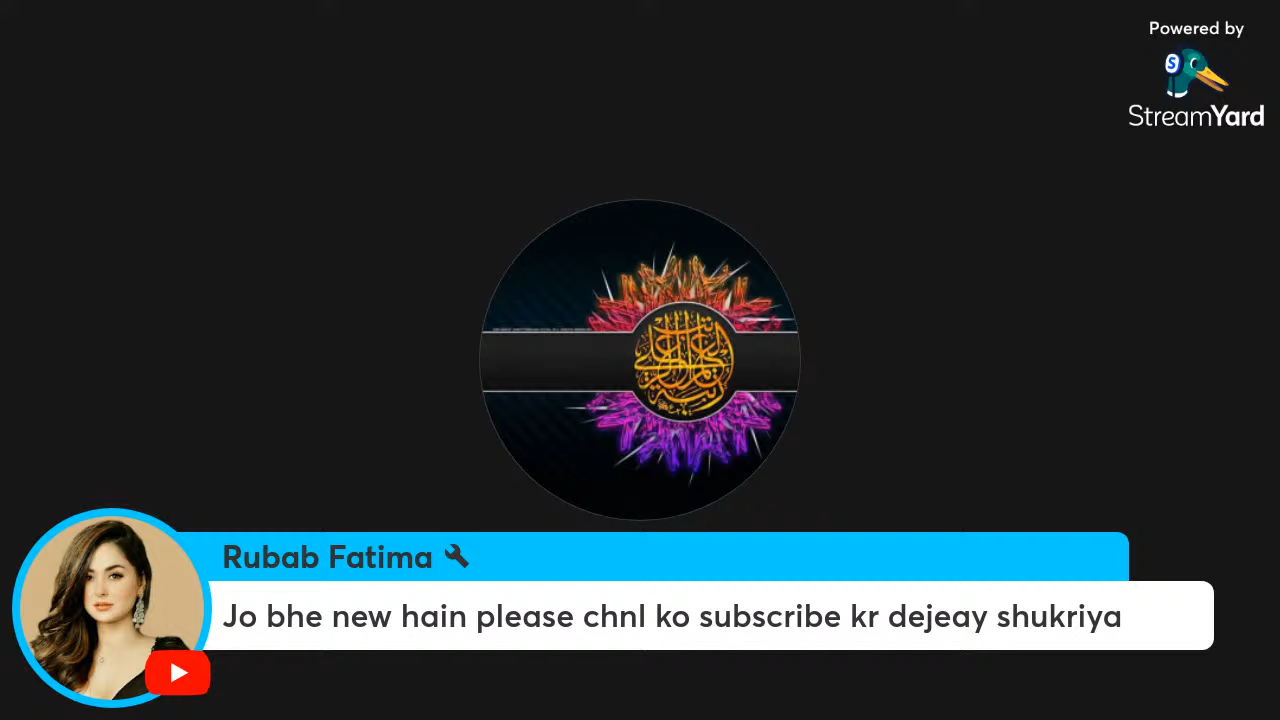 Powered by
StreamYard
Rubab Fatima
Jo bhe new hain please chnl ko subscribe kr dejeay shukriya